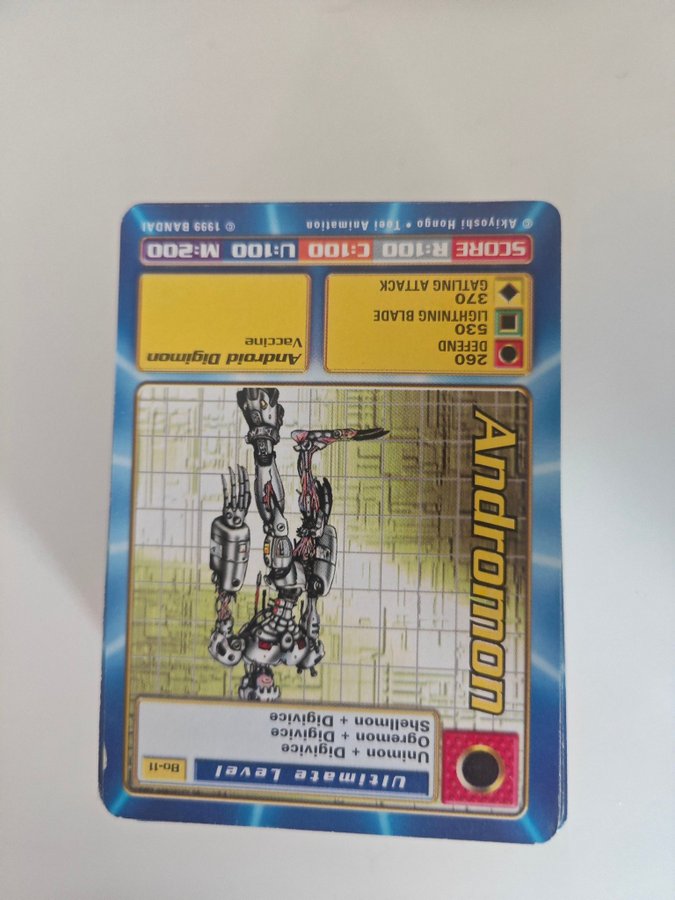 Ultimate Level
Bo-11
Unimon + Digivice
Ogremon + Digivice
Shellmon + Digivice
Andromon
260
DEFEND
530
LIGHTNING BLADE
370
GATLING ATTACK
Android Digimon
Vaccine
SCORE R:100 C:100 U:100 M:200
© Akiyoshi Hongo • Toei Animation © 1999 BANDAI